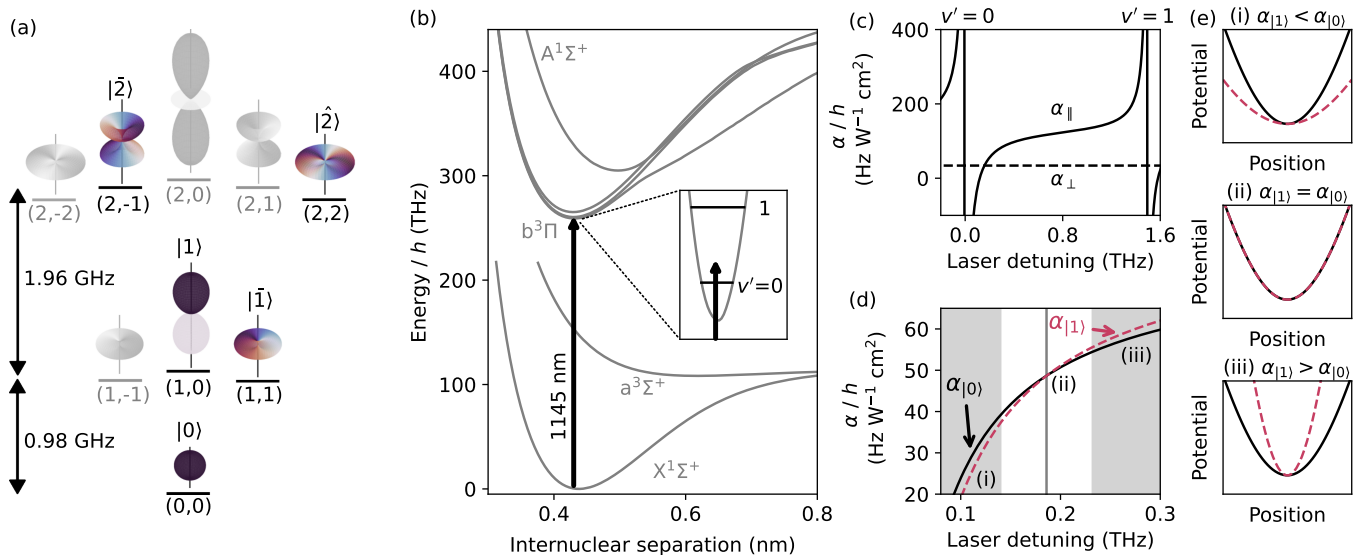 (a)
|2̄⟩
|2̂⟩
(2,-2)
(2,-1)
(2,0)
(2,1)
(2,2)
1.96 GHz
|1⟩
|1̄⟩
(1,-1)
(1,0)
(1,1)
0.98 GHz
|0⟩
(0,0)
(b)
Energy / h (THz)
400
300
200
100
0
A¹Σ⁺
b³Π
a³Σ⁺
X¹Σ⁺
1145 nm
1
v′=0
0.4
0.6
0.8
Internuclear separation (nm)
(c)
v′ = 0
v′ = 1
α / h
(Hz W⁻¹ cm²)
400
200
0
α∥
α⊥
0.0
0.8
1.6
Laser detuning (THz)
(d)
α / h
(Hz W⁻¹ cm²)
60
50
40
30
20
α|1⟩
α|0⟩
(i)
(ii)
(iii)
0.1
0.2
0.3
Laser detuning (THz)
(e)
(i) α|1⟩ < α|0⟩
Potential
Position
(ii) α|1⟩ = α|0⟩
Potential
Position
(iii) α|1⟩ > α|0⟩
Potential
Position